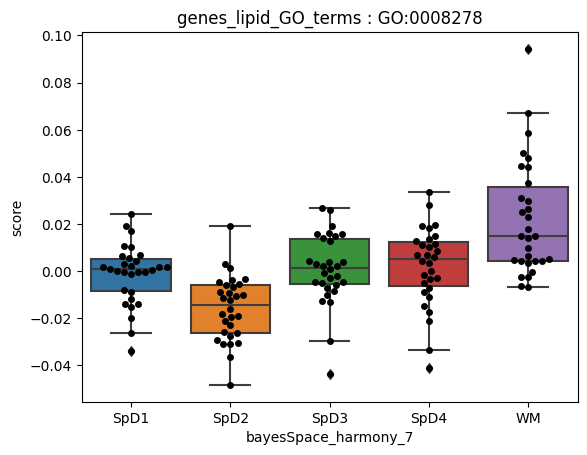 genes_lipid_GO_terms : GO:0008278
0.10
0.08
0.06
0.04
0.02
0.00
−0.02
−0.04
score
SpD1 SpD2 SpD3 SpD4 WM
bayesSpace_harmony_7